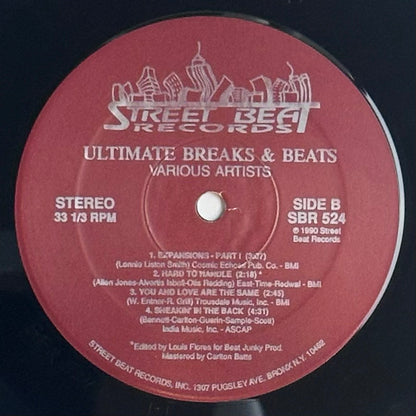 STREET BEAT
RECORDS
ULTIMATE BREAKS & BEATS
VARIOUS ARTISTS
STEREO
33 1/3 RPM
SIDE B
SBR 524
℗ 1990 Street
Beat Records
1. EXPANSIONS - PART I (3:07)
(Lonnie Liston Smith) Cosmic Echoes Pub. Co. - BMI
2. HARD TO HANDLE (2:18) *
(Allen Jones-Alvortis Isbell-Otis Redding) East-Time-Redwal - BMI
3. YOU AND LOVE ARE THE SAME (2:45)
(W. Entner-R. Grill) Trousdale Music Inc. - BMI
4. SNEAKIN' IN THE BACK (4:31)
(Bennett-Carlton-Guerin-Sample-Scott)
India Music, Inc. - ASCAP
*Edited by Louis Flores for Beat Junky Prod.
Mastered by Carlton Batts
STREET BEAT RECORDS, INC. 1307 PUGSLEY AVE. BRONX N.Y. 10462